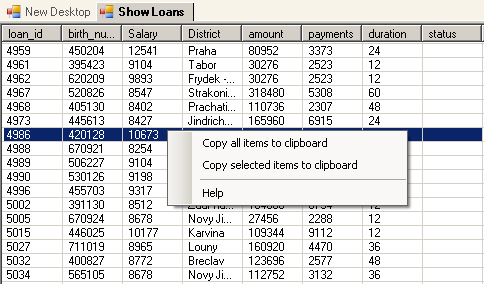 New Desktop Show Loans
loan_id birth_nu... Salary District amount payments duration status
4959 450204 12541 Praha 80952 3373 24
4961 395423 9104 Tabor 30276 2523 12
4962 620209 9893 Frydek -... 30276 2523 12
4967 520826 8547 Strakoni... 318480 5308 60
4968 405130 8402 Prachati... 110736 2307 48
4973 445613 8427 Jindrich... 165960 6915 24
4986 420128 10673
4988 670921 8254
4989 506227 9104
4990 530126 9198
4996 455703 9317
5002 391130 8512 12
5005 670924 8678 Novy Ji... 27456 2288 12
5015 446025 10177 Karvina 109344 9112 12
5027 711019 8965 Louny 160920 4470 36
5032 400827 8772 Breclav 123696 2577 48
5034 565105 8678 Novy Ji... 112752 3132 36
Copy all items to clipboard
Copy selected items to clipboard
Help